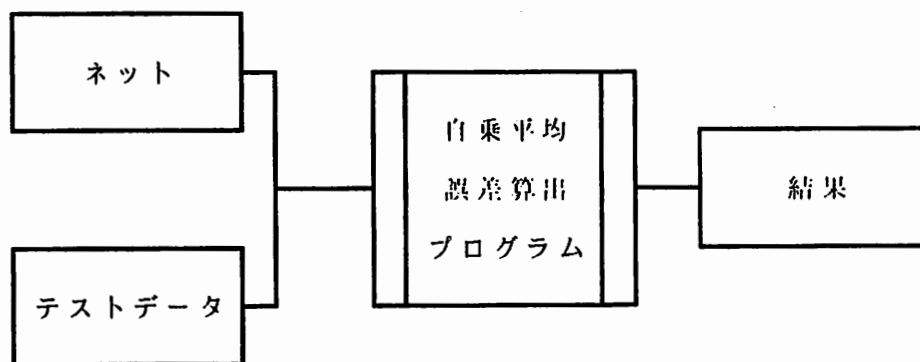 ネット
テストデータ
自乗平均
誤差算出
プログラム
結果